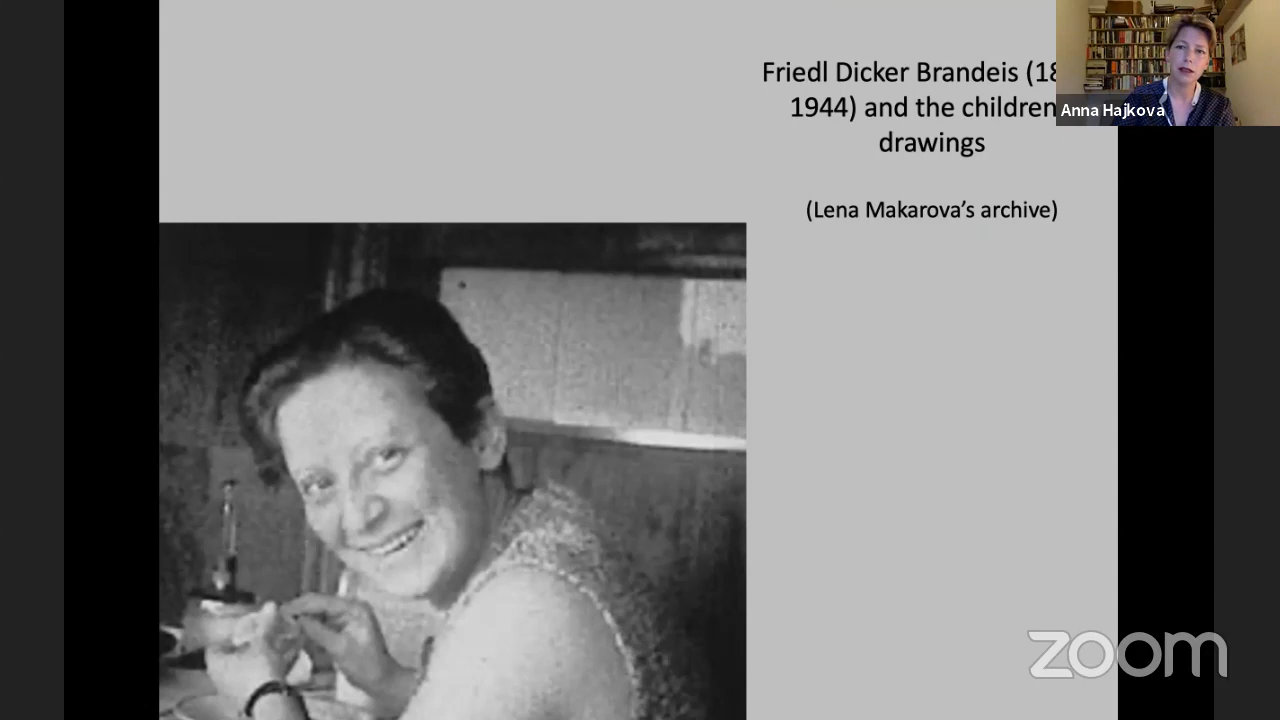 Friedl Dicker Brandeis (18
1944) and the children
drawings
(Lena Makarova’s archive)
Anna Hajkova
zoom